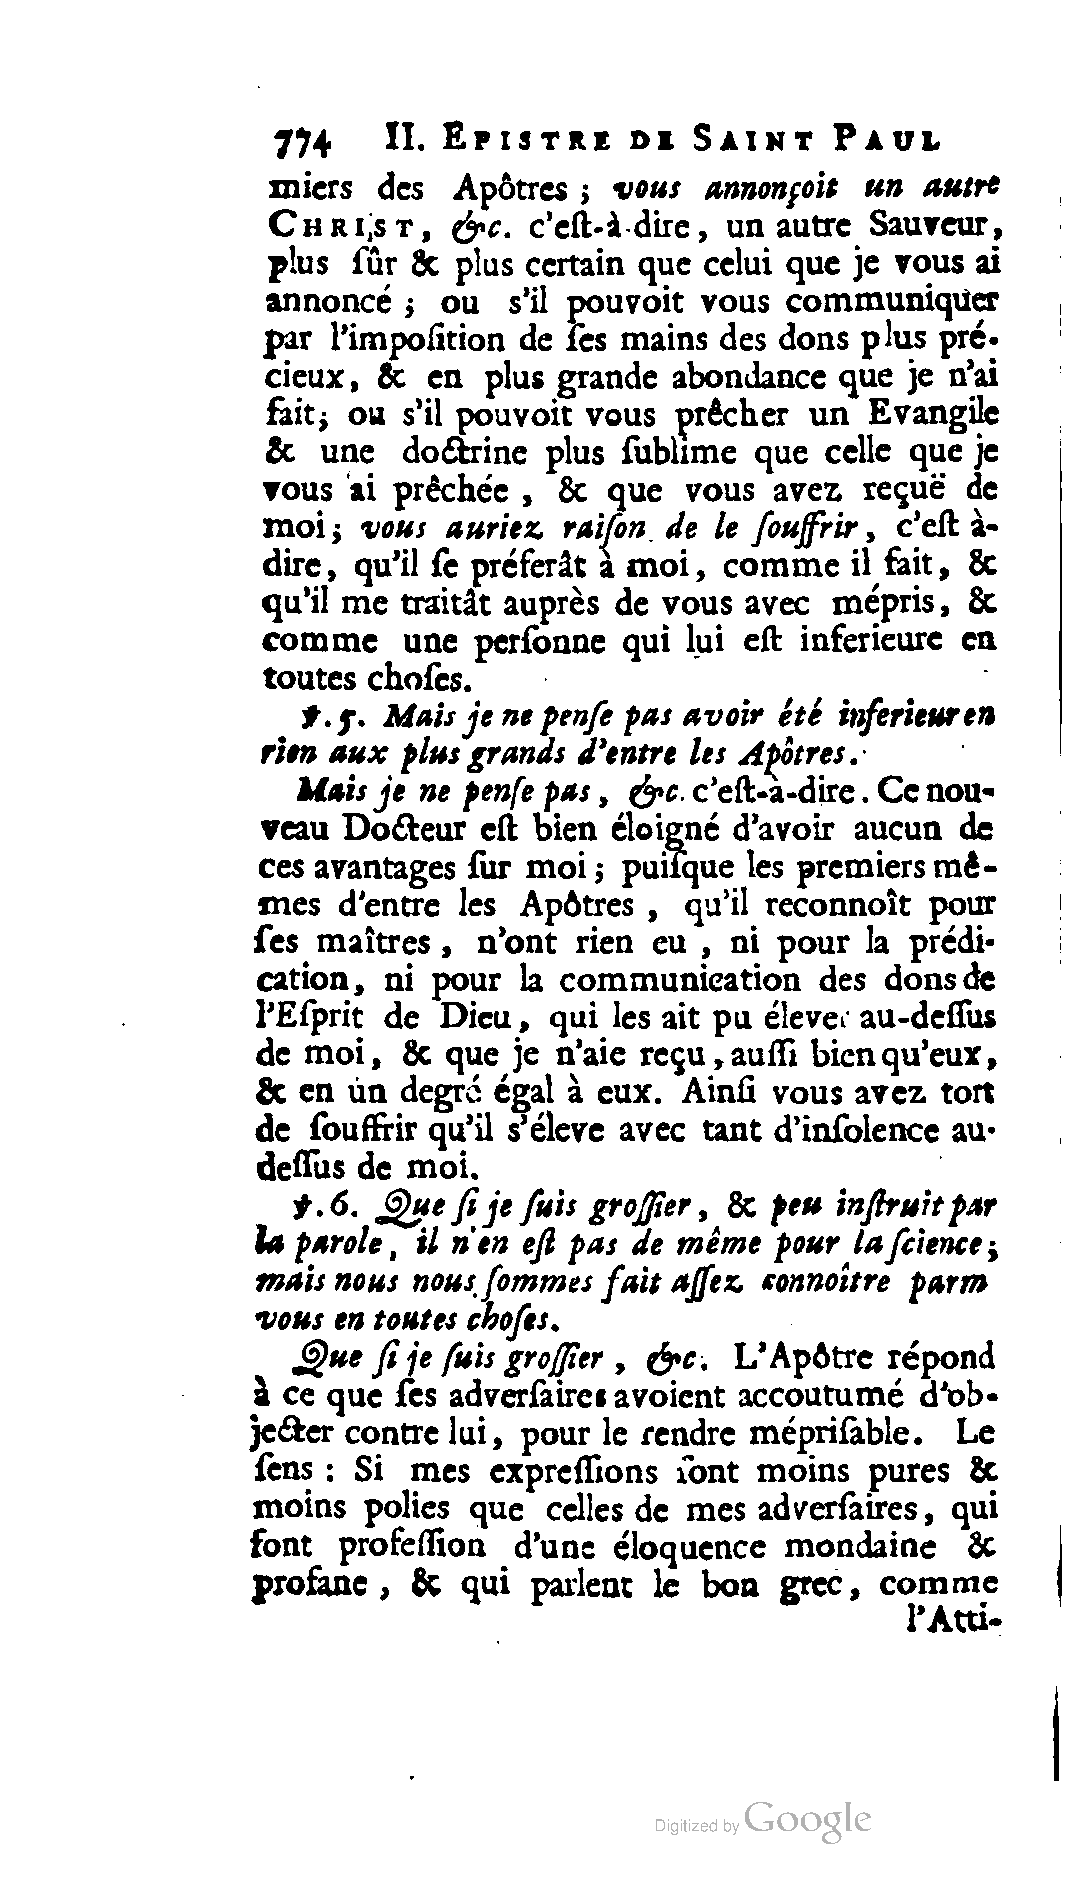 774 II. EPISTRE DE SAINT PAUL
miers des Apôtres ; vous annonçoit un autre
CHRIST, &c. c'eſt-à-dire, un autre Sauveur,
plus ſûr & plus certain que celui que je vous ai
annoncé ; ou s'il pouvoit vous communiquer
par l'impoſition de ſes mains des dons plus pré-
cieux, & en plus grande abondance que je n'ai
fait; ou s'il pouvoit vous prêcher un Evangile
& une doctrine plus ſublime que celle que je
vous ai prêchée , & que vous avez reçuë de
moi; vous auriez raiſon de le ſouffrir, c'eſt à-
dire, qu'il ſe préferât à moi, comme il fait, &
qu'il me traitât auprès de vous avec mépris, &
comme une perſonne qui lui eſt inferieure en
toutes choſes.
℣. 5. Mais je ne penſe pas avoir été inferieur en
rien aux plus grands d'entre les Apôtres.
Mais je ne penſe pas, &c. c'eſt-à-dire. Ce nou-
veau Docteur eſt bien éloigné d'avoir aucun de
ces avantages ſur moi ; puiſque les premiers mê-
mes d'entre les Apôtres , qu'il reconnoît pour
ſes maîtres, n'ont rien eu , ni pour la prédi-
cation, ni pour la communication des dons de
l'Eſprit de Dieu, qui les ait pu élever au-deſſus
de moi, & que je n'aie reçu, auſſi bien qu'eux,
& en un degré égal à eux. Ainſi vous avez tort
de ſouffrir qu'il s'éleve avec tant d'inſolence au-
deſſus de moi.
℣. 6. Que ſi je ſuis groſſier, & peu inſtruit par
la parole, il n'en eſt pas de même pour la ſcience;
mais nous nous ſommes fait aſſez connoître parm
vous en toutes choſes.
Que ſi je ſuis groſſier , &c. L'Apôtre répond
à ce que ſes adverſaires avoient accoutumé d'ob-
jecter contre lui, pour le rendre mépriſable. Le
ſens : Si mes expreſſions ſont moins pures &
moins polies que celles de mes adverſaires, qui
font profeſſion d'une éloquence mondaine &
profane , & qui parlent le bon grec, comme
l'Atti-
Digitized by Google